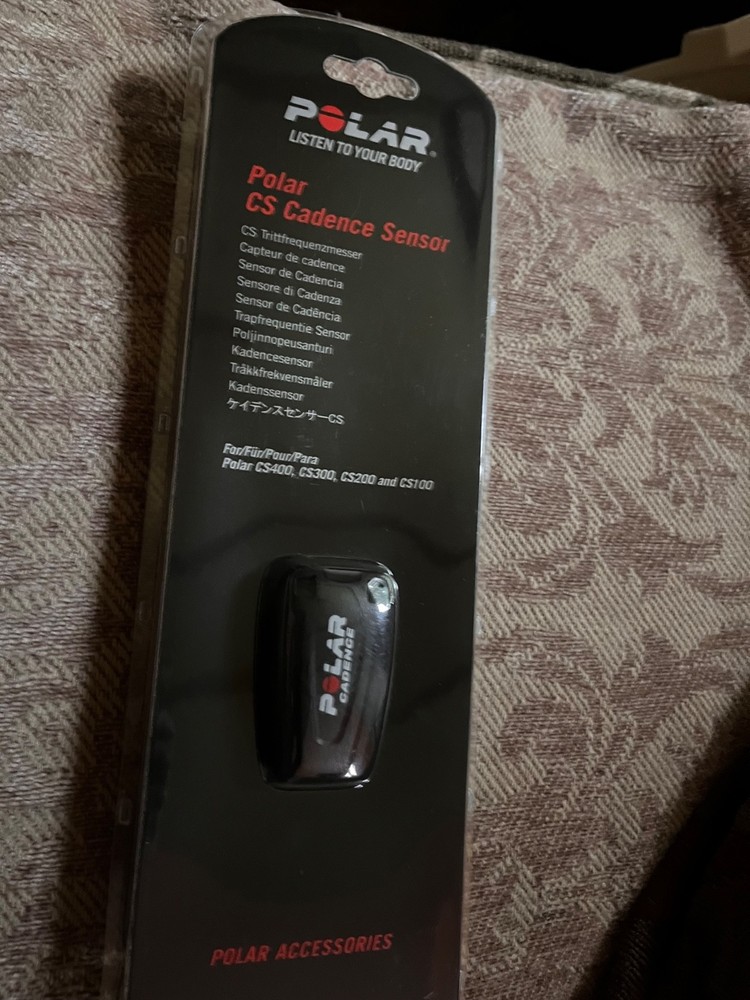 POLAR®
LISTEN TO YOUR BODY
Polar
CS Cadence Sensor
CS Trittfrequenzmesser
Capteur de cadence
Sensor de Cadencia
Sensore di Cadenza
Sensor de Cadência
Trapfrequentie Sensor
Poljinnopeusanturi
Kadencesensor
Tråkkfrekvensmåler
Kadenssensor
ケイデンスセンサーCS
For/Für/Pour/Para
Polar CS400, CS300, CS200 and CS100
POLAR
CADENCE
POLAR ACCESSORIES